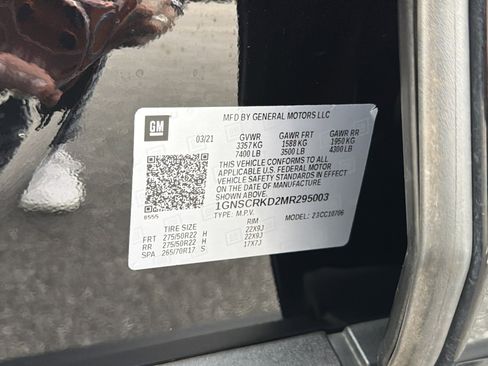 MFD BY GENERAL MOTORS LLC
GM
03/21 GVWR GAWR FRT GAWR RR
3357 KG 1588 KG 1950 KG
7400 LB 3500 LB 4300 LB
THIS VEHICLE CONFORMS TO ALL
APPLICABLE U.S. FEDERAL MOTOR
VEHICLE SAFETY STANDARDS IN EFFECT
ON THE DATE OF MANUFACTURE
SHOWN ABOVE.
1GNSCRKD2MR295003
8555 TYPE: M.P.V. MODEL: 23CC10706
TIRE SIZE RIM
FRT 275/50R22 H 22X9J
RR 275/50R22 H 22X9J
SPA 265/70R17 S 17X7J